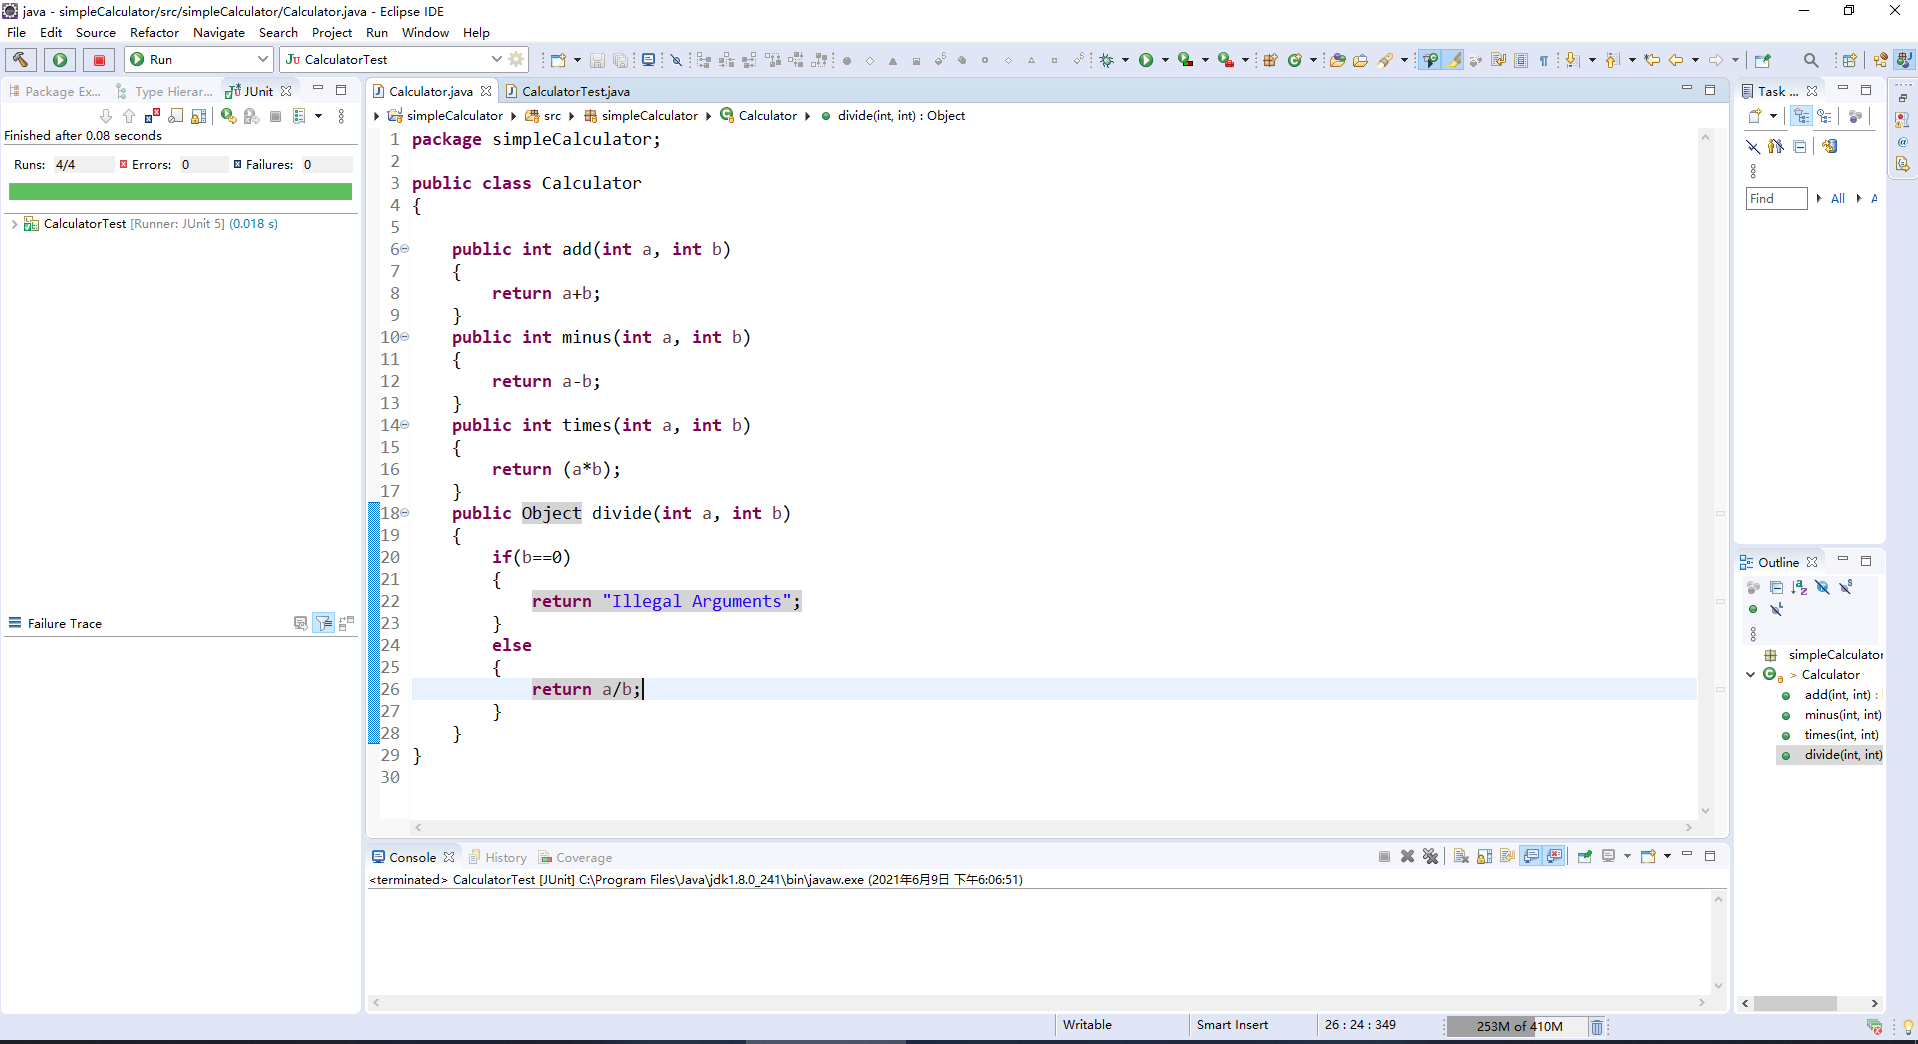 java - simpleCalculator/src/simpleCalculator/Calculator.java - Eclipse IDE
File Edit Source Refactor Navigate Search Project Run Window Help
Run
JU CalculatorTest
Package Ex... Type Hierar... JUnit
Finished after 0.08 seconds
Runs: 4/4 Errors: 0 Failures: 0
CalculatorTest [Runner: JUnit 5] (0.018 s)
Failure Trace
Calculator.java CalculatorTest.java
simpleCalculator src simpleCalculator Calculator divide(int, int) : Object
1 package simpleCalculator;
2
3 public class Calculator
4 {
5
6 public int add(int a, int b)
7 {
8 return a+b;
9 }
10 public int minus(int a, int b)
11 {
12 return a-b;
13 }
14 public int times(int a, int b)
15 {
16 return (a*b);
17 }
18 public Object divide(int a, int b)
19 {
20 if(b==0)
21 {
22 return "Illegal Arguments";
23 }
24 else
25 {
26 return a/b;
27 }
28 }
29 }
30
Console History Coverage
<terminated> CalculatorTest [JUnit] C:\Program Files\Java\jdk1.8.0_241\bin\javaw.exe (2021年6月9日 下午6:06:51)
Task ...
Find All A
Outline
simpleCalculator
> Calculator
add(int, int) :
minus(int, int)
times(int, int)
divide(int, int)
Writable Smart Insert 26 : 24 : 349 253M of 410M